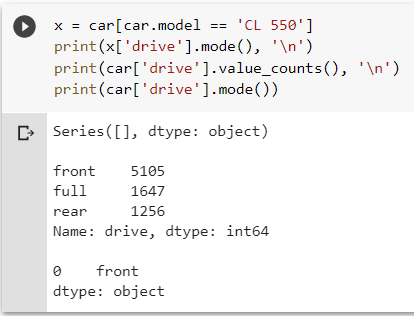 x = car[car.model == 'CL 550']
print(x['drive'].mode(), '\n')
print(car['drive'].value_counts(), '\n')
print(car['drive'].mode())
Series([], dtype: object)
front    5105
full     1647
rear     1256
Name: drive, dtype: int64
0    front
dtype: object